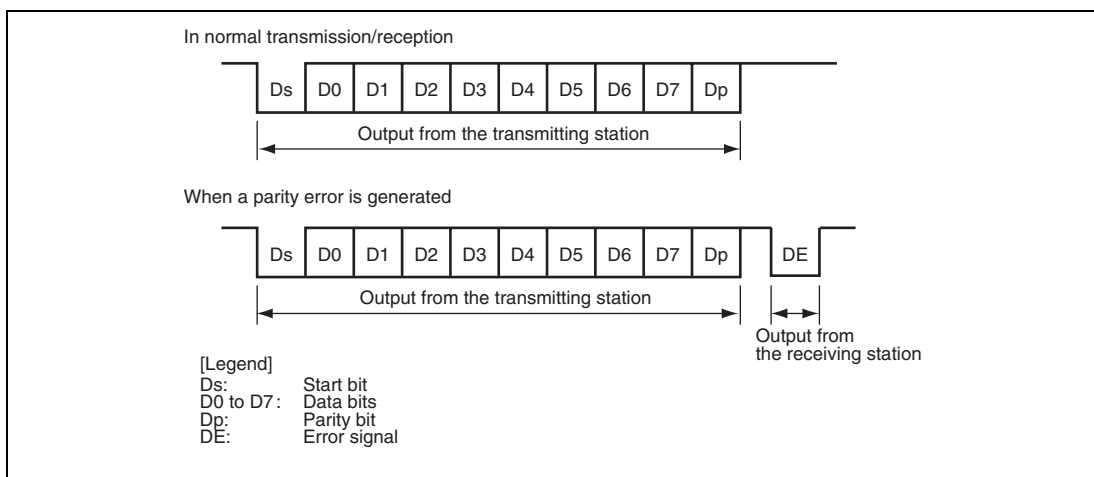 In normal transmission/reception
Ds D0 D1 D2 D3 D4 D5 D6 D7 Dp
Output from the transmitting station
When a parity error is generated
Ds D0 D1 D2 D3 D4 D5 D6 D7 Dp DE
Output from the transmitting station
Output from
the receiving station
[Legend]
Ds: Start bit
D0 to D7 : Data bits
Dp: Parity bit
DE: Error signal